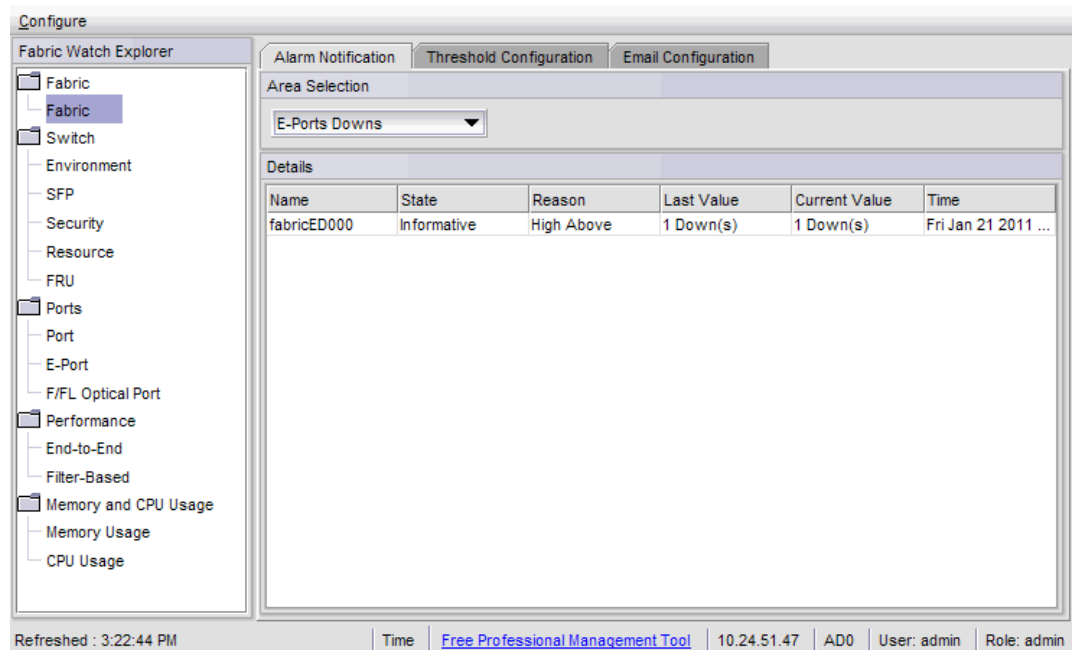 Configure
Fabric Watch Explorer
Fabric
Fabric
Switch
Environment
SFP
Security
Resource
FRU
Ports
Port
E-Port
F/FL Optical Port
Performance
End-to-End
Filter-Based
Memory and CPU Usage
Memory Usage
CPU Usage
Alarm Notification Threshold Configuration Email Configuration
Area Selection
E-Ports Downs
Details
Name State Reason Last Value Current Value Time
fabricED000 Informative High Above 1 Down(s) 1 Down(s) Fri Jan 21 2011 ...
Refreshed : 3:22:44 PM Time Free Professional Management Tool 10.24.51.47 AD0 User: admin Role: admin